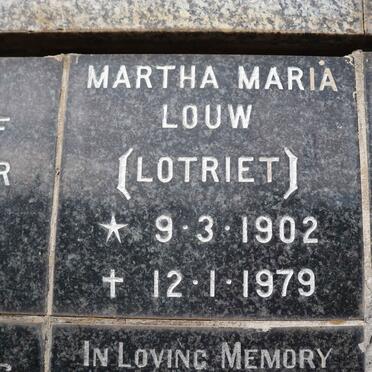 MARTHA MARIA
LOUW
(LOTRIET)
★ 9·3·1902
✝ 12·1·1979
IN LOVING MEMORY